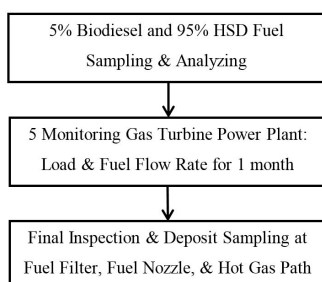 5% Biodiesel and 95% HSD Fuel
Sampling & Analyzing
5 Monitoring Gas Turbine Power Plant:
Load & Fuel Flow Rate for 1 month
Final Inspection & Deposit Sampling at
Fuel Filter, Fuel Nozzle, & Hot Gas Path